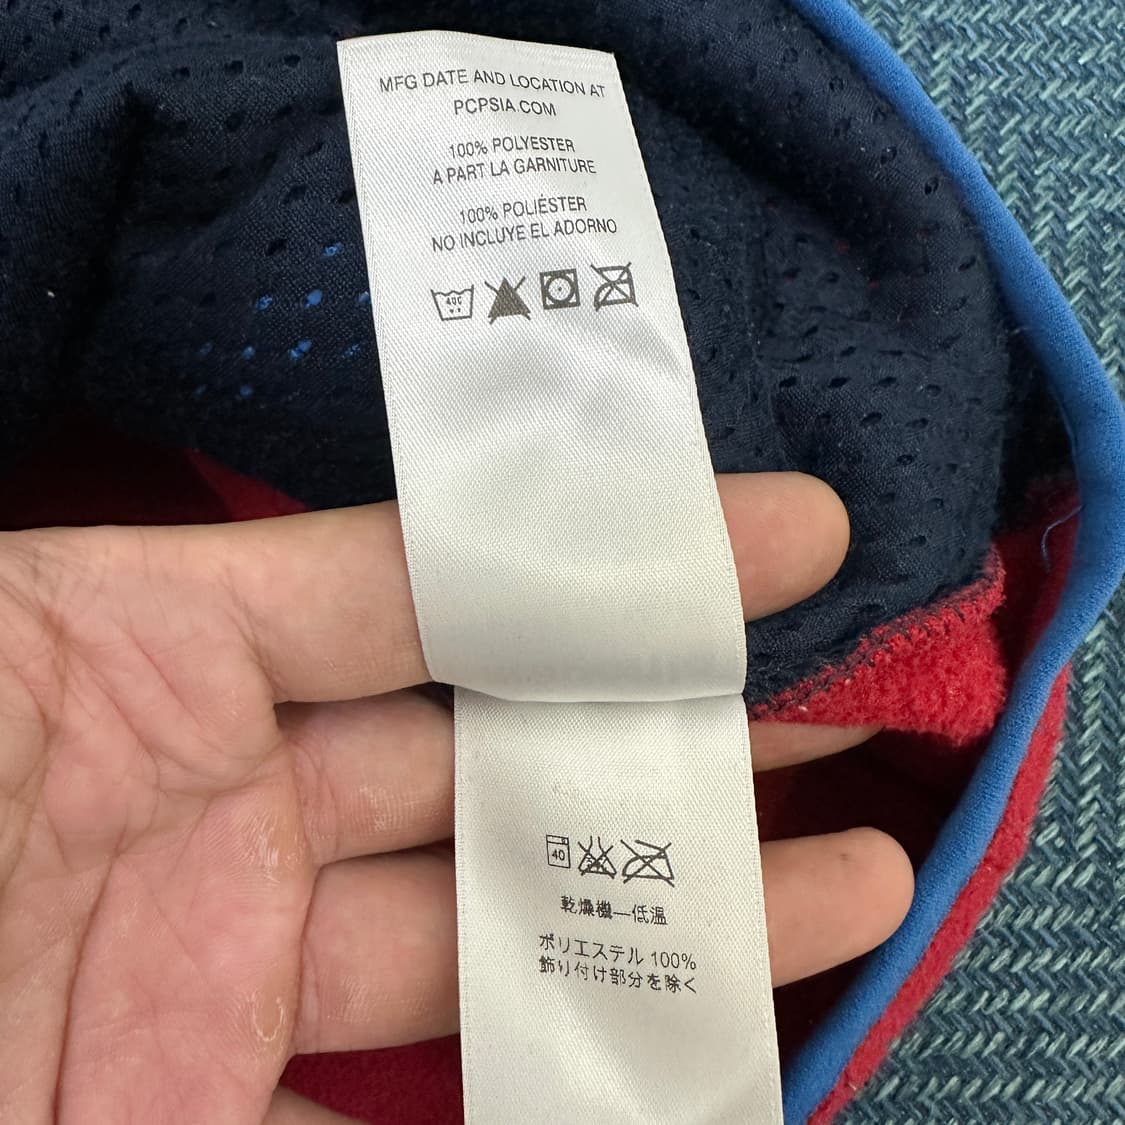 MFG DATE AND LOCATION AT
PCPSIA.COM
100% POLYESTER
A PART LA GARNITURE
100% POLIÉSTER
NO INCLUYE EL ADORNO
40C
40
乾燥機—低温
ポリエステル 100%
飾り付け部分を除く